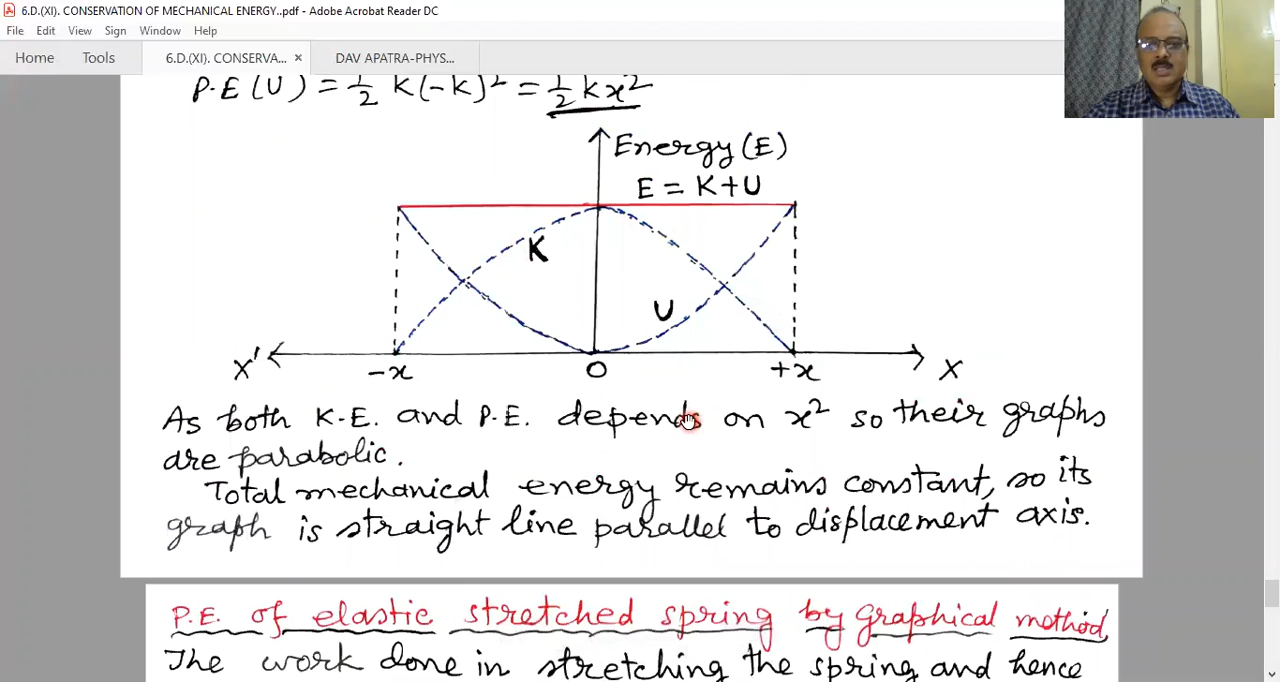 6.D.(XI). CONSERVATION OF MECHANICAL ENERGY..pdf - Adobe Acrobat Reader DC
File Edit View Sign Window Help
Home Tools 6.D.(XI). CONSERVA... × DAV APATRA-PHYS...
P.E(U) = 1/2 K(-K)² = 1/2 kx²
Energy(E)
E = K+U
K
U
X' -x O +x X
As both K.E. and P.E. depends on x² so their graphs
are parabolic.
Total mechanical energy remains constant, so its
graph is straight line parallel to displacement axis.
P.E. of elastic stretched spring by graphical method,
The work done in stretching the spring and hence